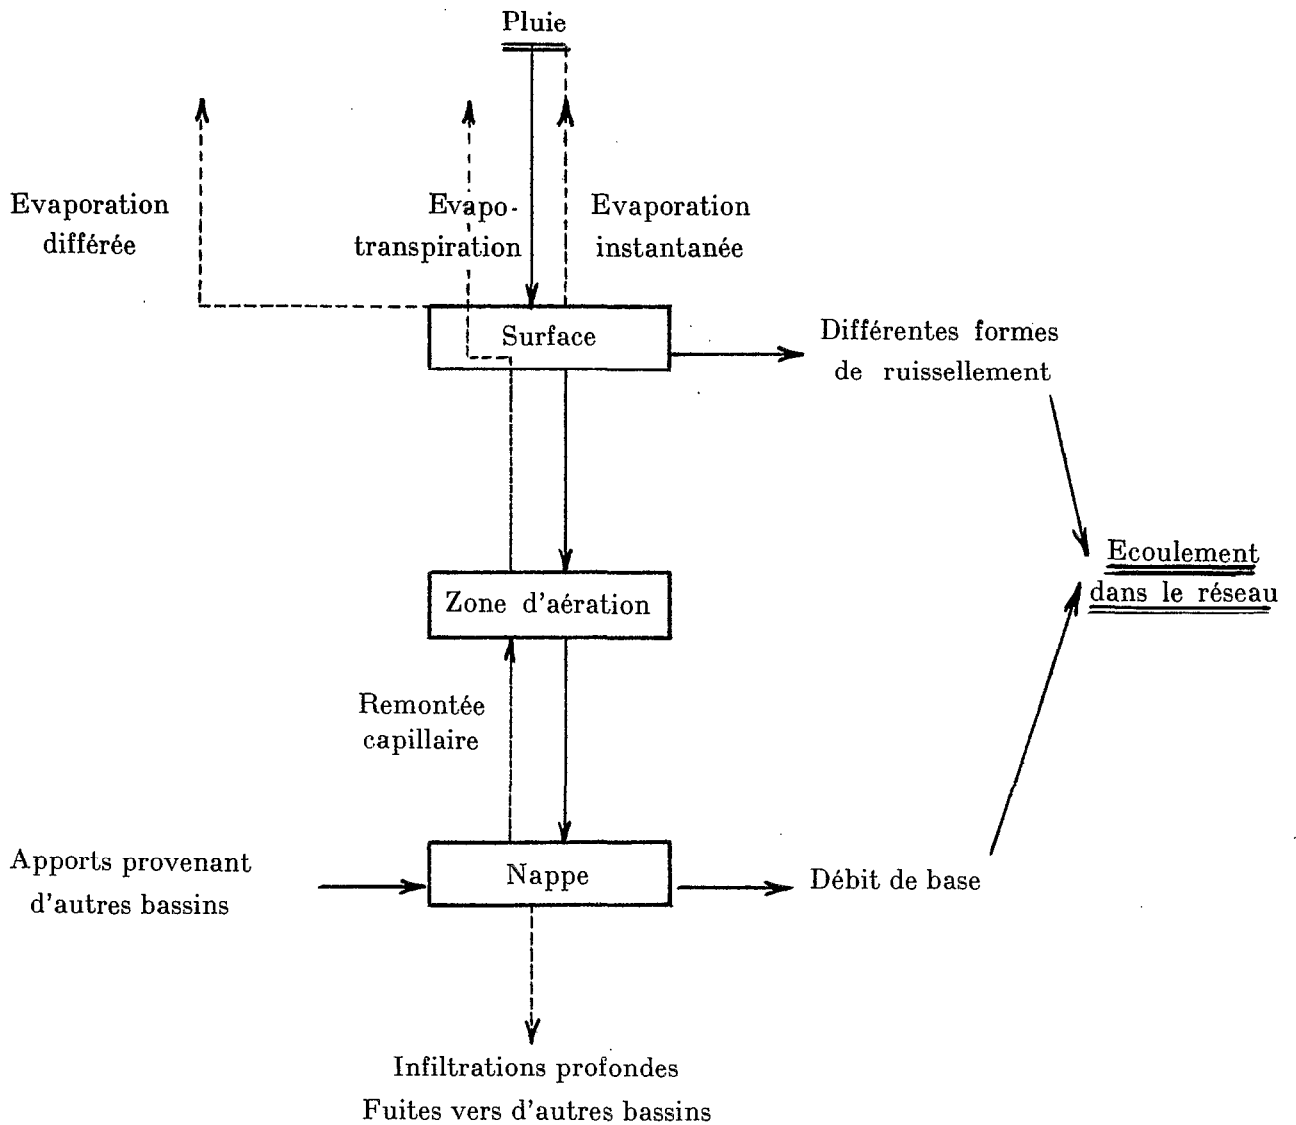 Pluie
Evaporation
différée
Evapo-
transpiration
Evaporation
instantanée
Surface
Différentes formes
de ruissellement
Ecoulement
dans le réseau
Zone d'aération
Remontée
capillaire
Apports provenant
d'autres bassins
Nappe
Débit de base
Infiltrations profondes
Fuites vers d'autres bassins